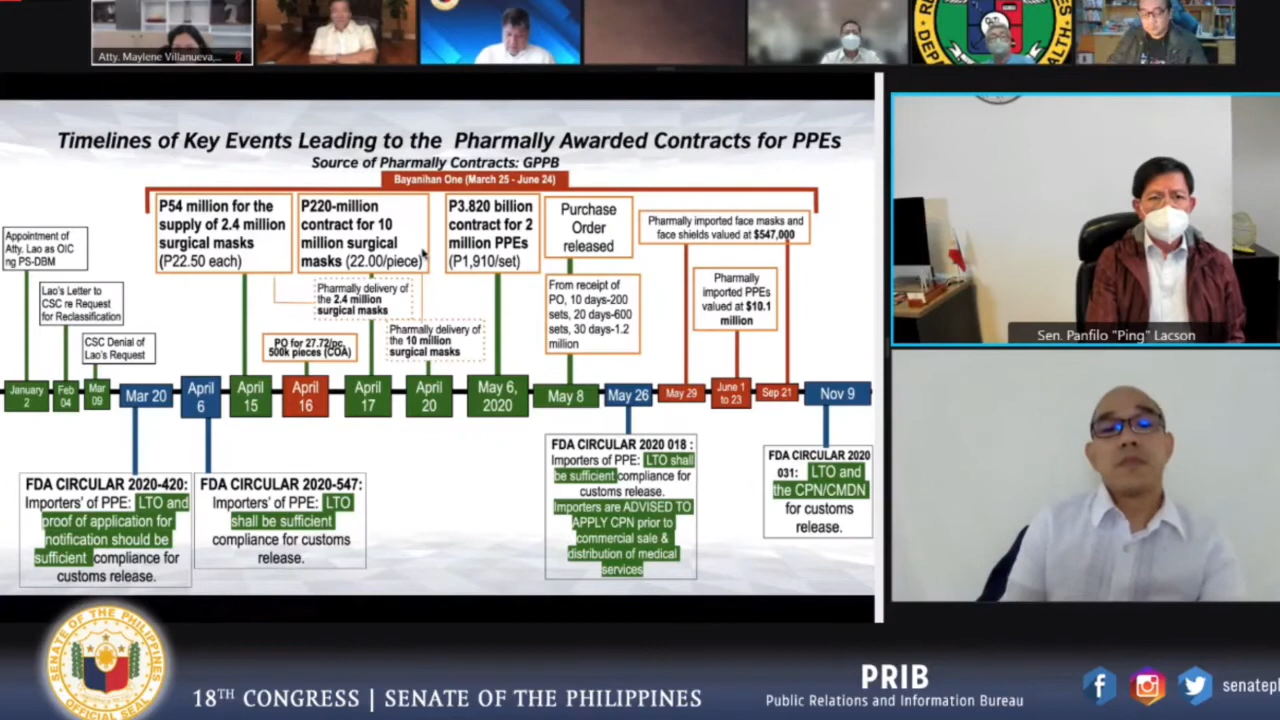 Atty. Maylene Villanueva,...
Timelines of Key Events Leading to the Pharmally Awarded Contracts for PPEs
Source of Pharmally Contracts: GPPB
Bayanihan One (March 25 - June 24)
Appointment of
Atty. Lao as OIC
ng PS-DBM
Lao's Letter to
CSC re Request
for Reclassification
CSC Denial of
Lao's Request
P54 million for the
supply of 2.4 million
surgical masks
(P22.50 each)
P220-million
contract for 10
million surgical
masks (22.00/piece)
Pharmally delivery of
the 2.4 million
surgical masks
PO for 27.72/pc,
500k pieces (COA)
Pharmally delivery of
the 10 million
surgical masks
P3.820 billion
contract for 2
million PPEs
(P1,910/set)
Purchase
Order
released
From receipt of
PO, 10 days-200
sets, 20 days-600
sets, 30 days-1.2
million
Pharmally imported face masks and
face shields valued at $547,000
Pharmally
imported PPEs
valued at $10.1
million
January
2
Feb
04
Mar
09
Mar 20
April
6
April
15
April
16
April
17
April
20
May 6,
2020
May 8
May 26
May 29
June 1
to 23
Sep 21
Nov 9
FDA CIRCULAR 2020-420:
Importers' of PPE: LTO and
proof of application for
notification should be
sufficient compliance for
customs release.
FDA CIRCULAR 2020-547:
Importers' of PPE: LTO
shall be sufficient
compliance for customs
release.
FDA CIRCULAR 2020 018 :
Importers of PPE: LTO shall
be sufficient compliance for
customs release.
Importers are ADVISED TO
APPLY CPN prior to
commercial sale &
distribution of medical
services
FDA CIRCULAR 2020
031: LTO and
the CPN/CMDN
for customs
release.
Sen. Panfilo "Ping" Lacson
SENATE OF THE PHILIPPINES
OFFICIAL SEAL
18TH CONGRESS | SENATE OF THE PHILIPPINES
PRIB
Public Relations and Information Bureau
senatepl